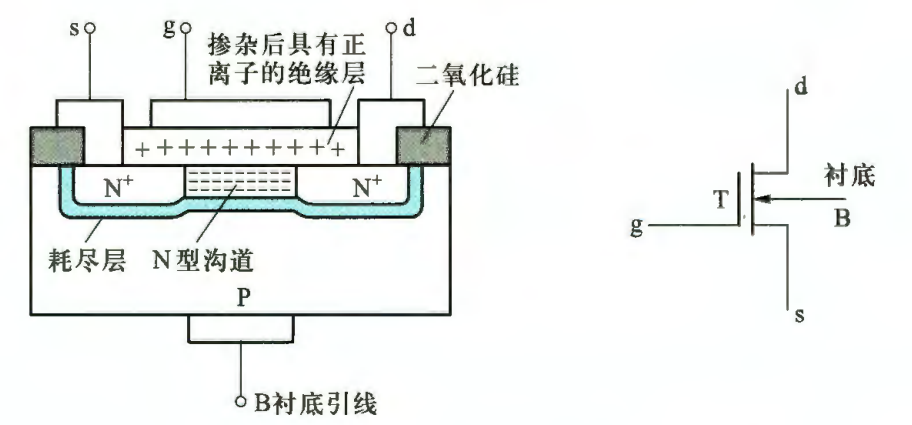 s
g
d
掺杂后具有正
离子的绝缘层
二氧化硅
+ + + + + + + + + +
N+
N+
耗尽层
N型沟道
P
B衬底引线
d
衬底
T
B
g
s